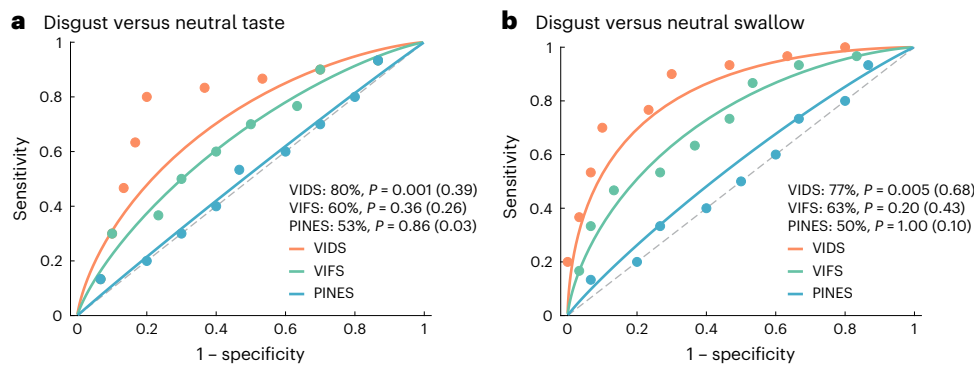 a Disgust versus neutral taste
1
0.8
0.6
0.4
0.2
0
Sensitivity
VIDS: 80%, P = 0.001 (0.39)
VIFS: 60%, P = 0.36 (0.26)
PINES: 53%, P = 0.86 (0.03)
VIDS
VIFS
PINES
0 0.2 0.4 0.6 0.8 1
1 – specificity
b Disgust versus neutral swallow
1
0.8
0.6
0.4
0.2
0
Sensitivity
VIDS: 77%, P = 0.005 (0.68)
VIFS: 63%, P = 0.20 (0.43)
PINES: 50%, P = 1.00 (0.10)
VIDS
VIFS
PINES
0 0.2 0.4 0.6 0.8 1
1 – specificity